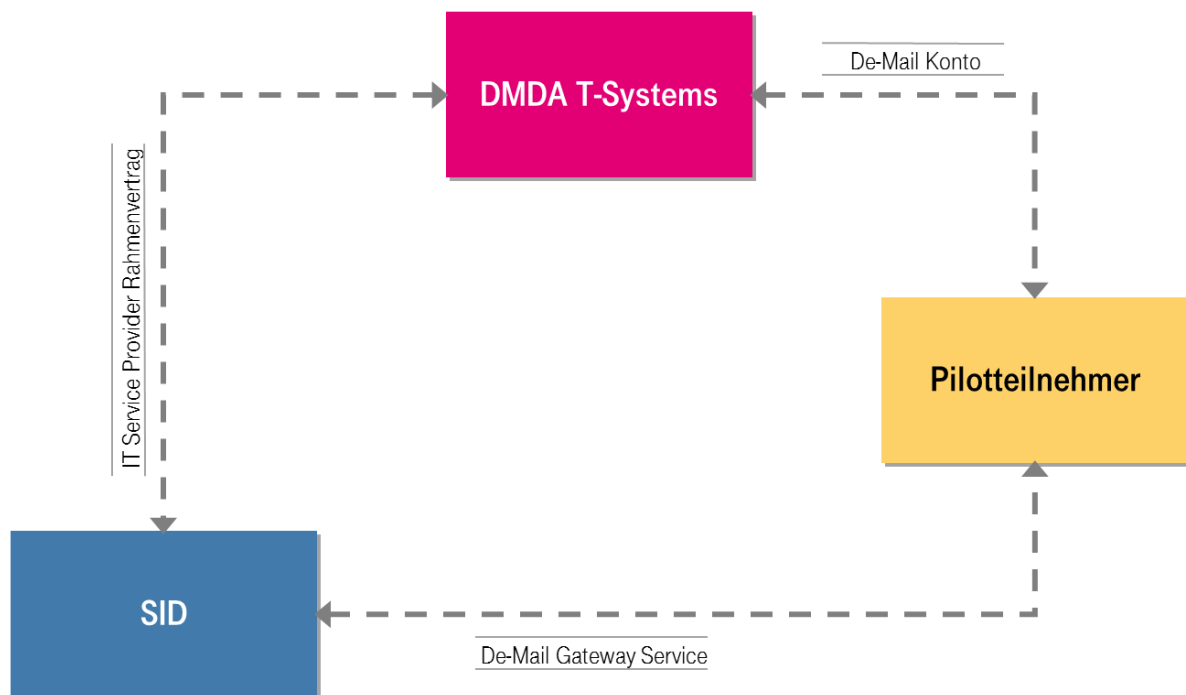 De-Mail Konto
DMDA T-Systems
IT Service Provider Rahmenvertrag
Pilotteilnehmer
SID
De-Mail Gateway Service